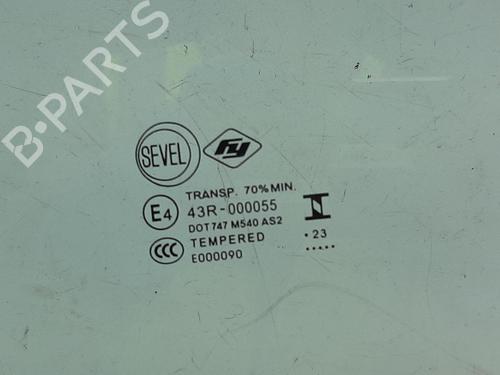 B-PARTS
SEVEL
TRANSP. 70% MIN.
E4 43R-000055
DOT747 M540 AS2
CCC TEMPERED
E000090
. 23
.....